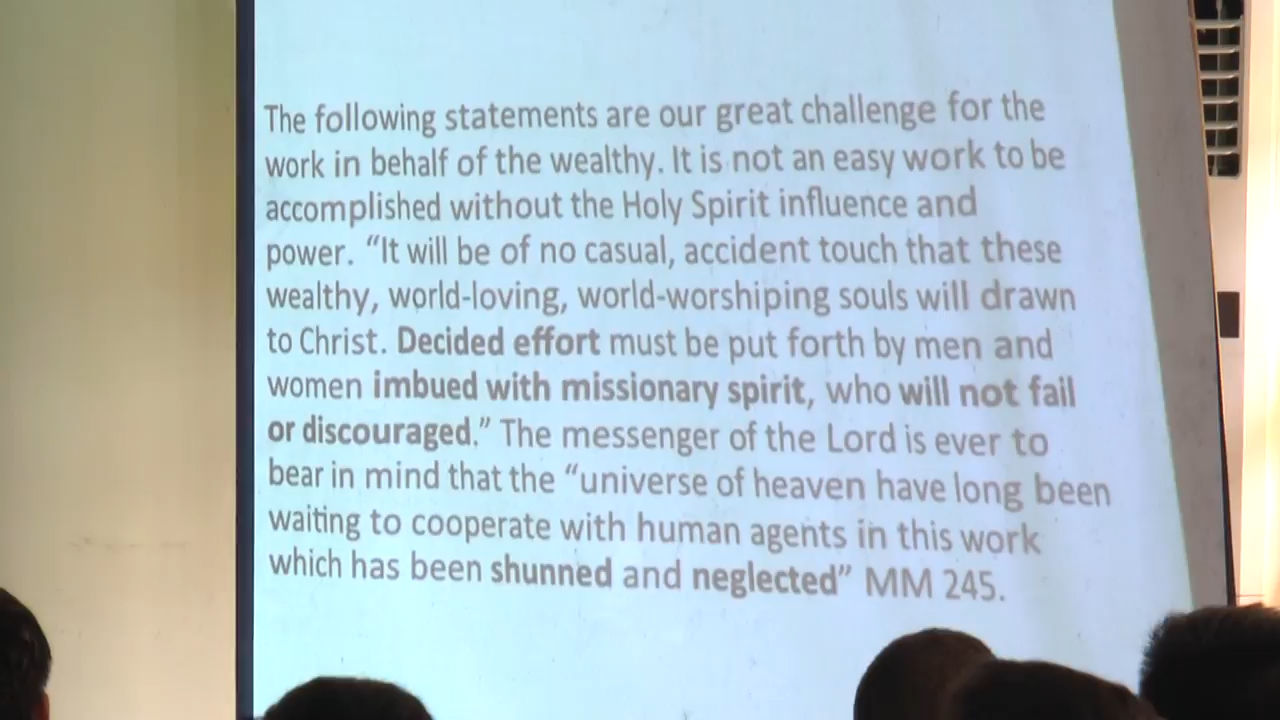 The following statements are our great challenge for the
work in behalf of the wealthy. It is not an easy work to be
accomplished without the Holy Spirit influence and
power. “It will be of no casual, accident touch that these
wealthy, world-loving, world-worshiping souls will drawn
to Christ. Decided effort must be put forth by men and
women imbued with missionary spirit, who will not fail
or discouraged.” The messenger of the Lord is ever to
bear in mind that the “universe of heaven have long been
waiting to cooperate with human agents in this work
which has been shunned and neglected” MM 245.